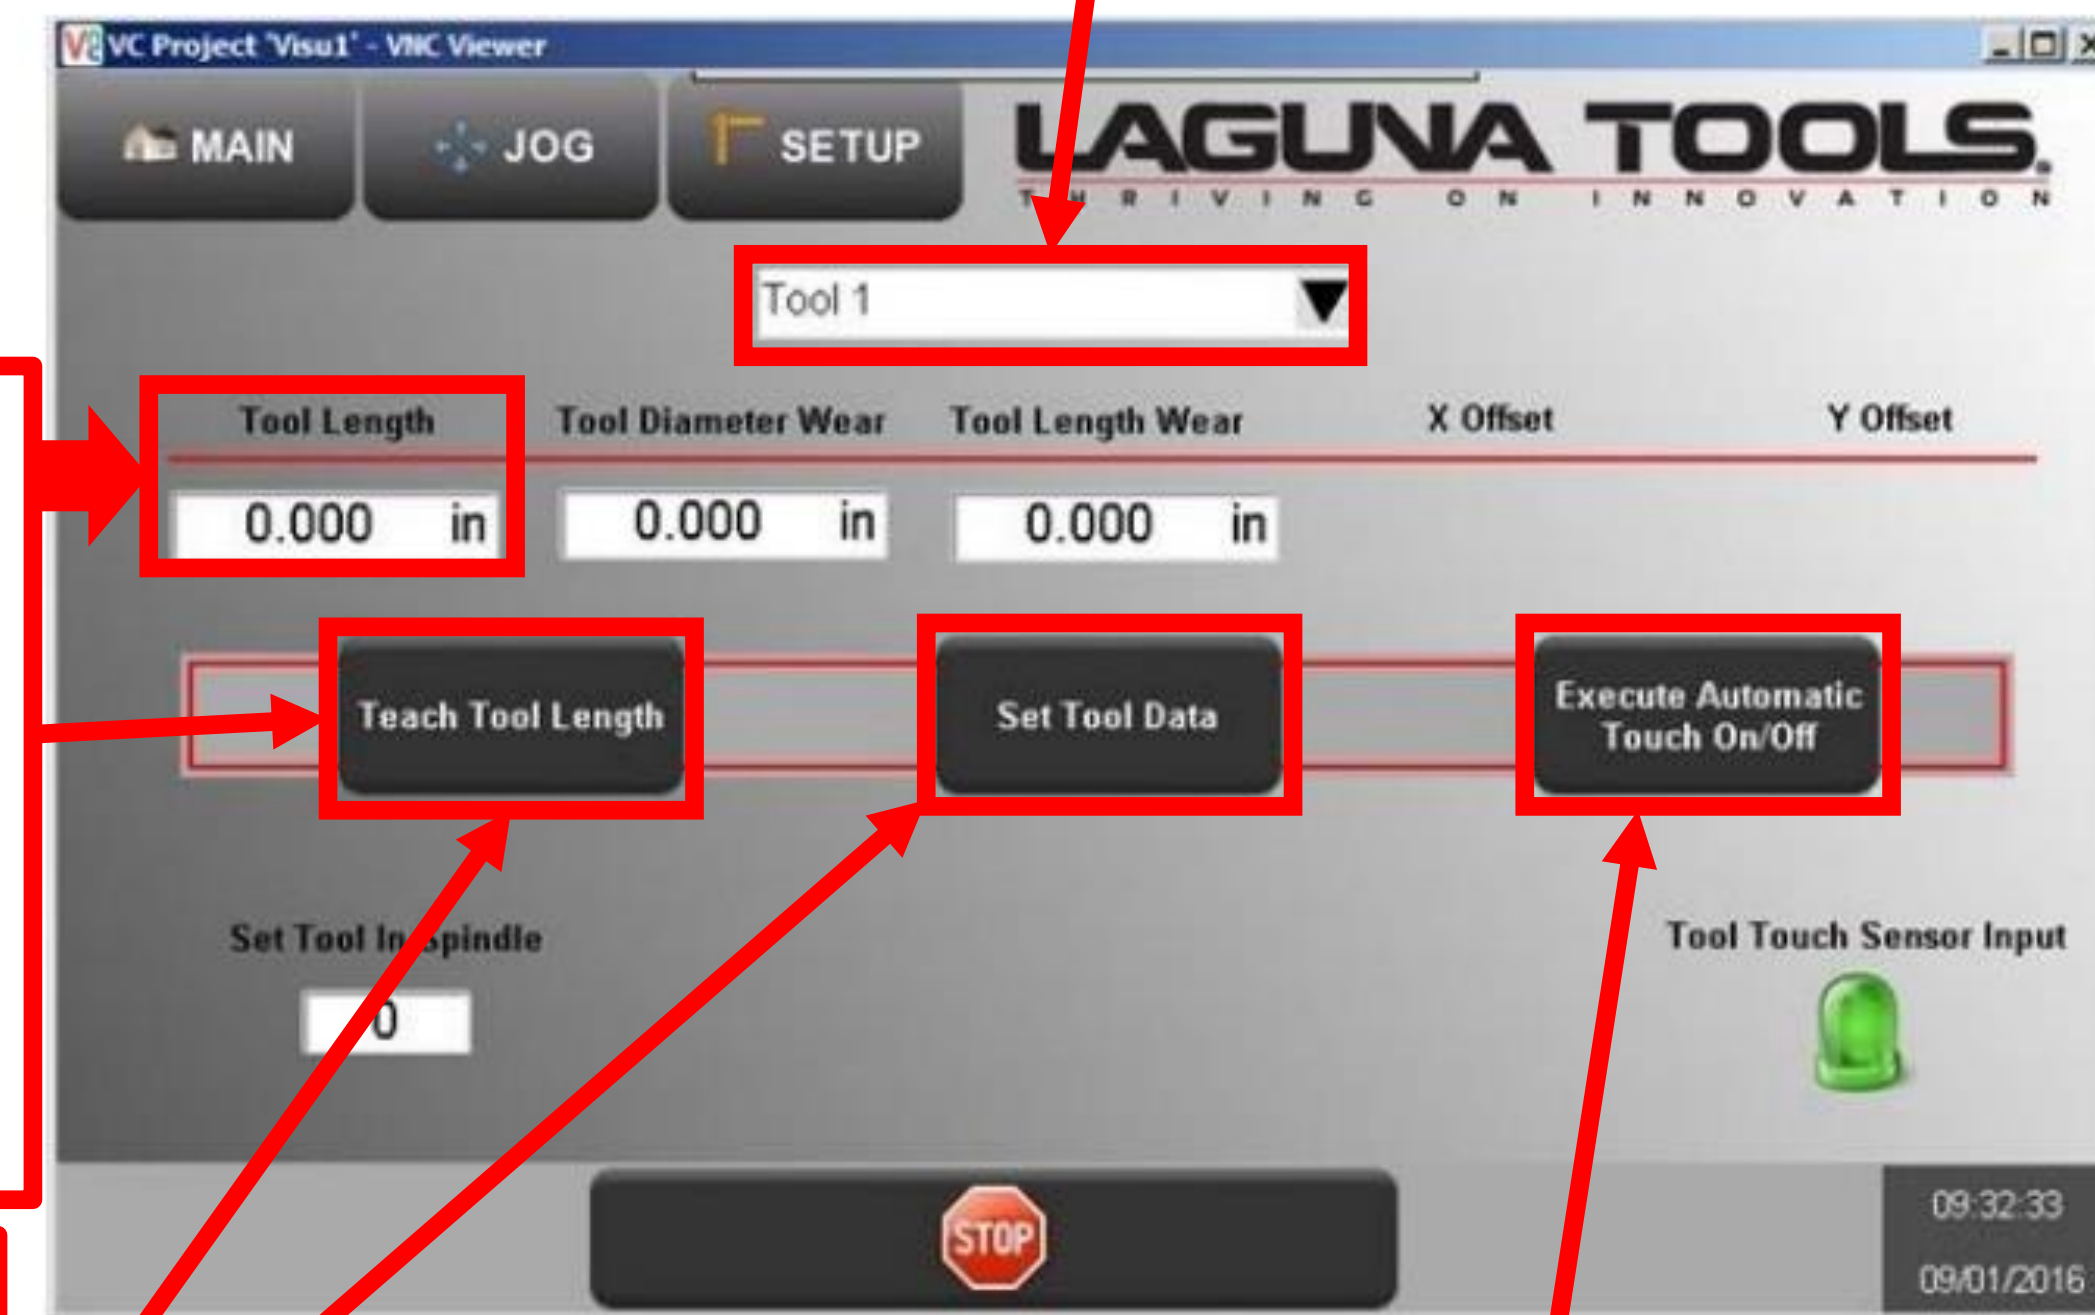 VC Project 'Visu1' - VNC Viewer
MAIN JOG SETUP
LAGUNA TOOLS.
THRIVING ON INNOVATION
Tool 1
Tool Length Tool Diameter Wear Tool Length Wear X Offset Y Offset
0.000 in 0.000 in 0.000 in
Teach Tool Length
Set Tool Data
Execute Automatic
Touch On/Off
Set Tool In Spindle
0
Tool Touch Sensor Input
STOP
09:32:33
09/01/2016